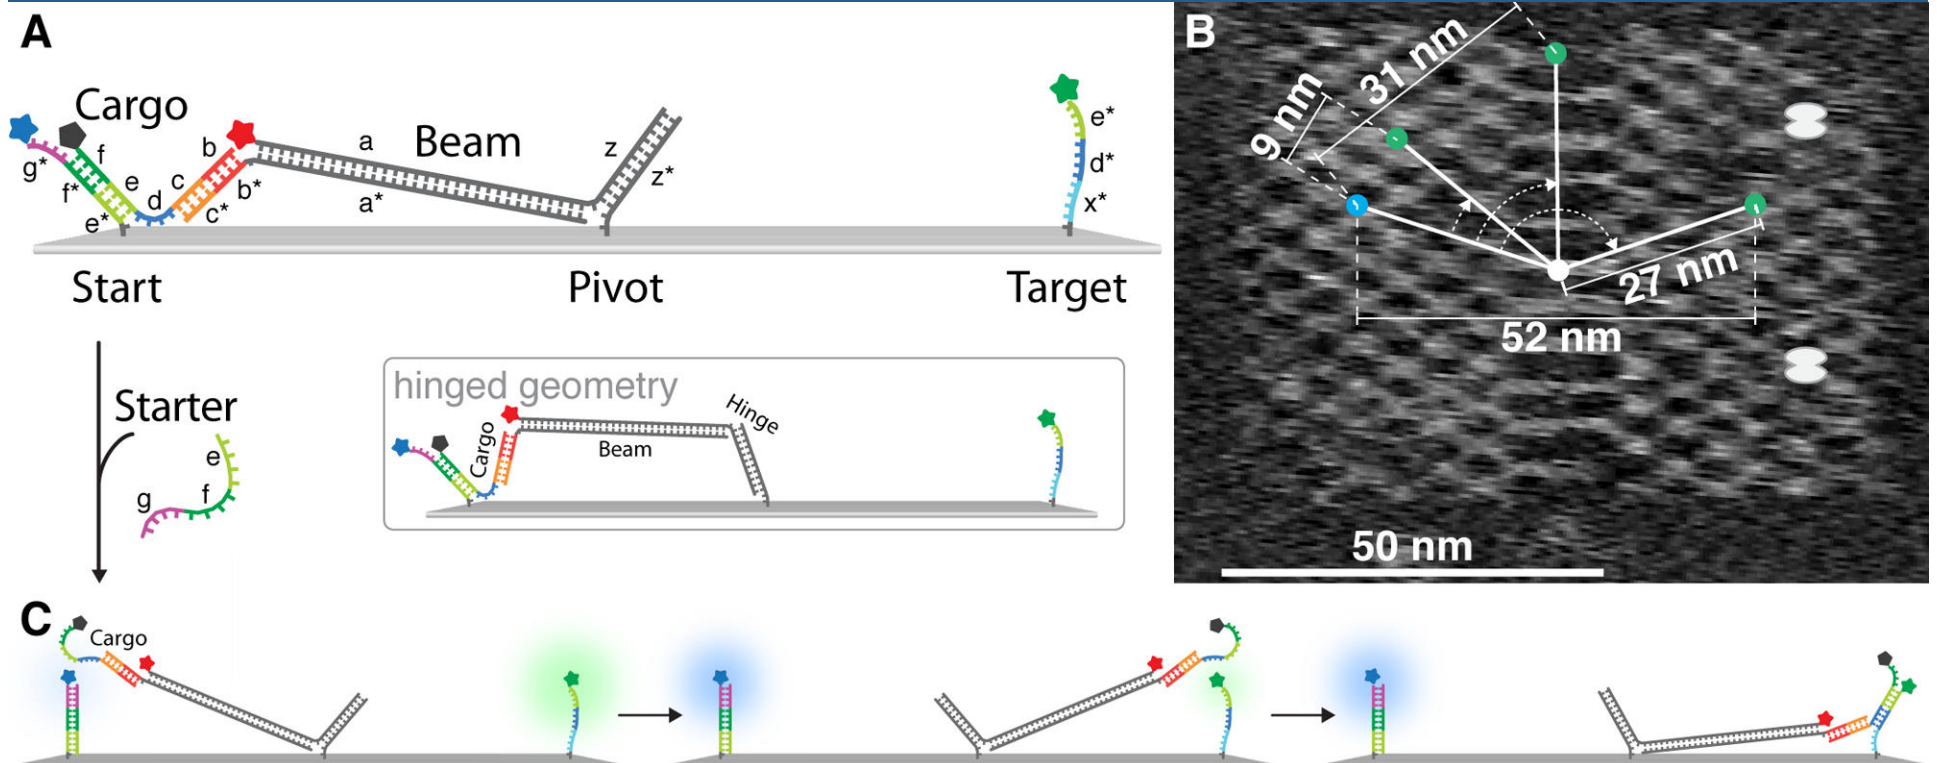 A
Cargo
Beam
g*
f
f*
e
e*
d
c
c*
b
b*
a
a*
z
z*
e*
d*
x*
Start
Pivot
Target
Starter
e
f
g
hinged geometry
Cargo
Beam
Hinge
B
9 nm
31 nm
27 nm
52 nm
50 nm
C
Cargo